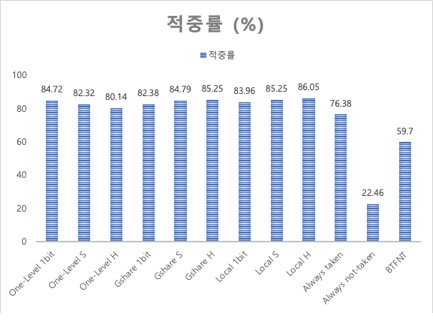 적중률 (%)
적중률
100
80
60
40
20
0
84.72
82.32
80.14
82.38
84.79
85.25
83.96
85.25
86.05
76.38
22.46
59.7
One-Level 1bit
One-Level S
One-Level H
Gshare 1bit
Gshare S
Gshare H
Local 1bit
Local S
Local H
Always taken
Always not-taken
BTFNT